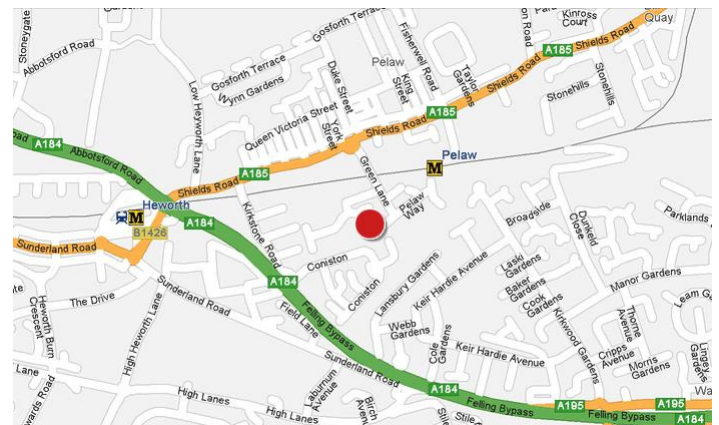 Stoneygate
Abbotsford Road
Gosforth Terrace
Gosforth Terrace
Wynn Gardens
Low Heyworth Lane
Duke Street
Pelaw
King Street
Fisherwell Road
Taylor Gardens
Kinross Court
Quay
A185
Shields Road
Shields Road
Stonehills
Stonehills
Queen Victoria Street
York Street
Shields Road
A185
A184
Abbotsford Road
Shields Road
A185
Green Lane
Pelaw
M
Pelaw Way
Heworth
M
B1426
A184
Kirkstone Road
Sunderland Road
Coniston
Coniston
A184
Lansbury Gardens
Keir Hardie Avenue
Broadside
Dunkeld Close
Parklands
Laski Gardens
Baker Gardens
Cook Gardens
Manor Gardens
Leam
The Drive
Sunderland Road
Field Lane
Felling Bypass
Webb Gardens
Cole Gardens
Keir Hardie Avenue
Kirkwood Gardens
Thorne Avenue
Cripps Avenue
Morris Gardens
Lingey Gardens
Heworth Burn Crescent
High Heworth Lane
Lane
High Lanes
High Lanes
Laburnum Avenue
Birch
Sunderland Road
A184
Felling Bypass
A195
Felling Bypass
A195
A184